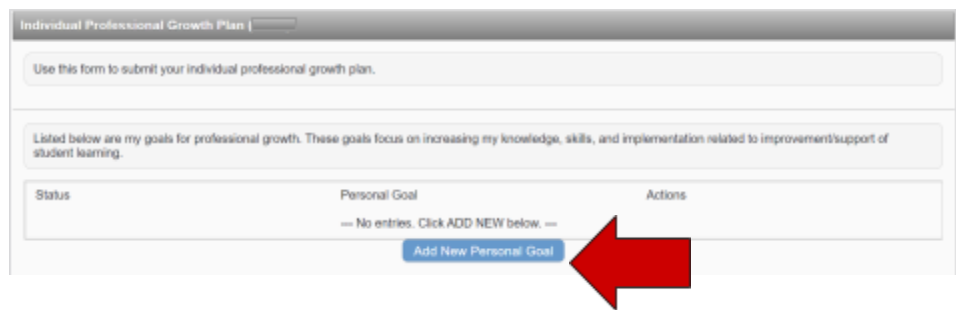 Individual Professional Growth Plan (
Use this form to submit your individual professional growth plan.
Listed below are my goals for professional growth. These goals focus on increasing my knowledge, skills, and implementation related to improvement/support of
student learning.
Status Personal Goal Actions
--- No entries. Click ADD NEW below. ---
Add New Personal Goal